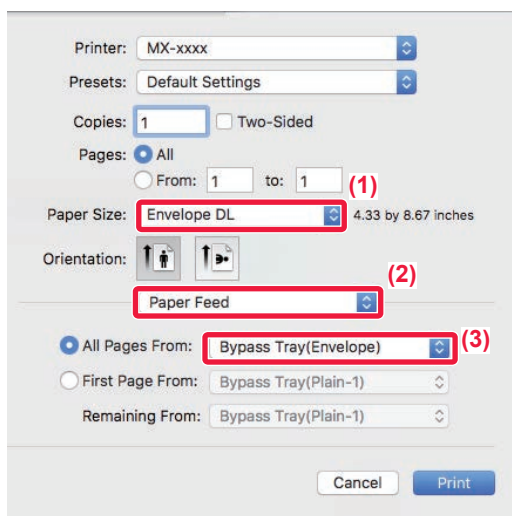 Printer: MX-xxxx
Presets: Default Settings
Copies: 1 Two-Sided
Pages: All
From: 1 to: 1 (1)
Paper Size: Envelope DL 4.33 by 8.67 inches
Orientation:
(2)
Paper Feed
All Pages From: Bypass Tray(Envelope) (3)
First Page From: Bypass Tray(Plain-1)
Remaining From: Bypass Tray(Plain-1)
Cancel Print